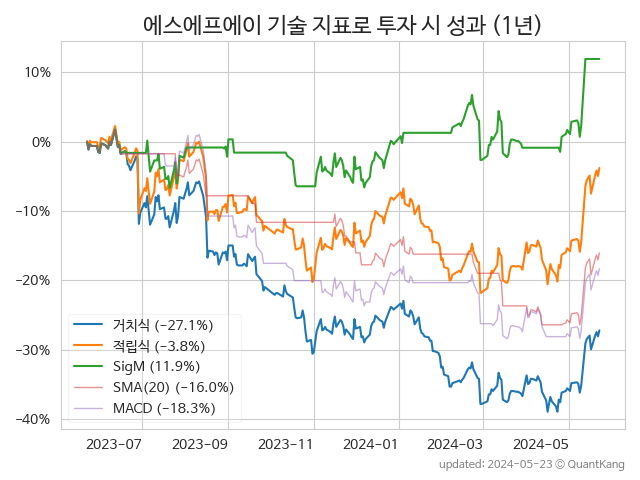 에스에프에이 기술 지표로 투자 시 성과 (1년)
10%
0%
−10%
−20%
−30%
−40%
거치식 (−27.1%)
적립식 (−3.8%)
SigM (11.9%)
SMA(20) (−16.0%)
MACD (−18.3%)
2023−07
2023−09
2023−11
2024−01
2024−03
2024−05
updated: 2024-05-23 © QuantKang